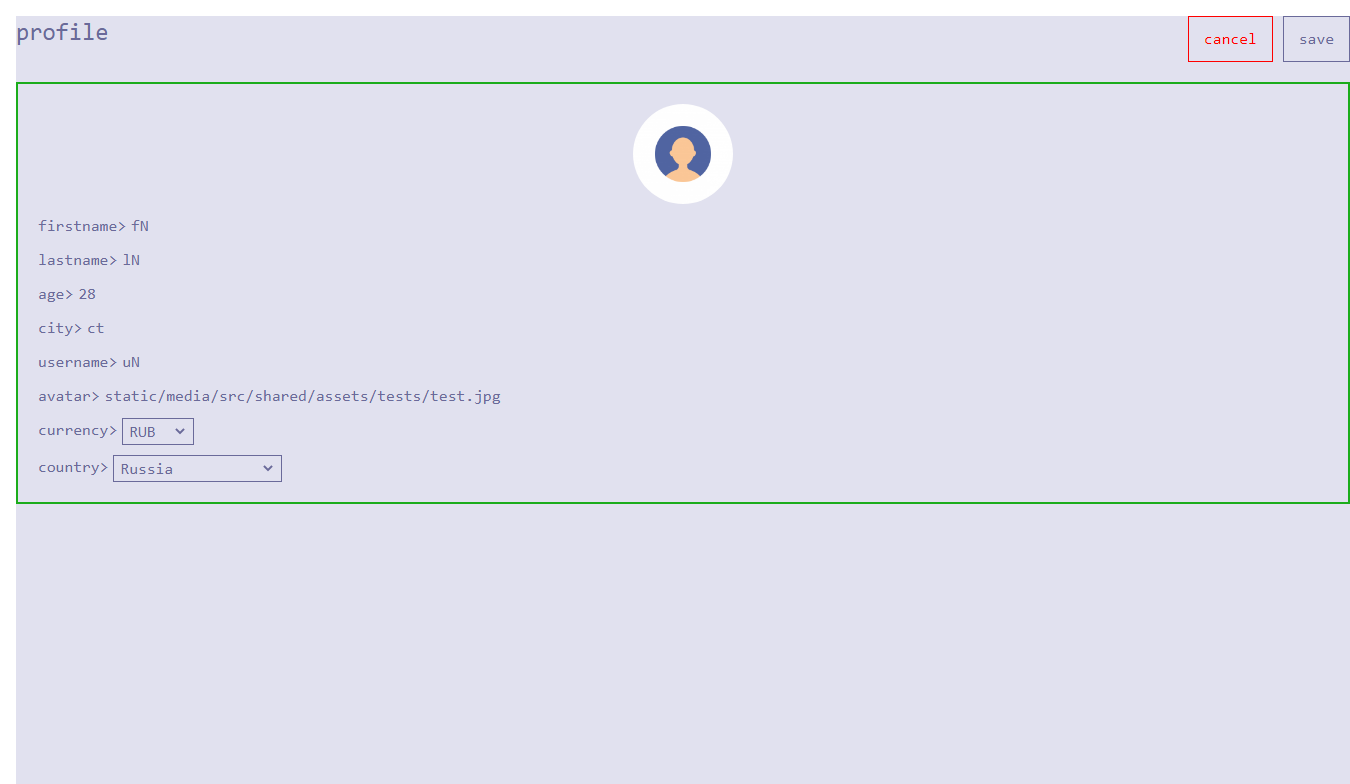 profile
cancel save
firstname> fN
lastname> lN
age> 28
city> ct
username> uN
avatar> static/media/src/shared/assets/tests/test.jpg
currency> RUB
country> Russia